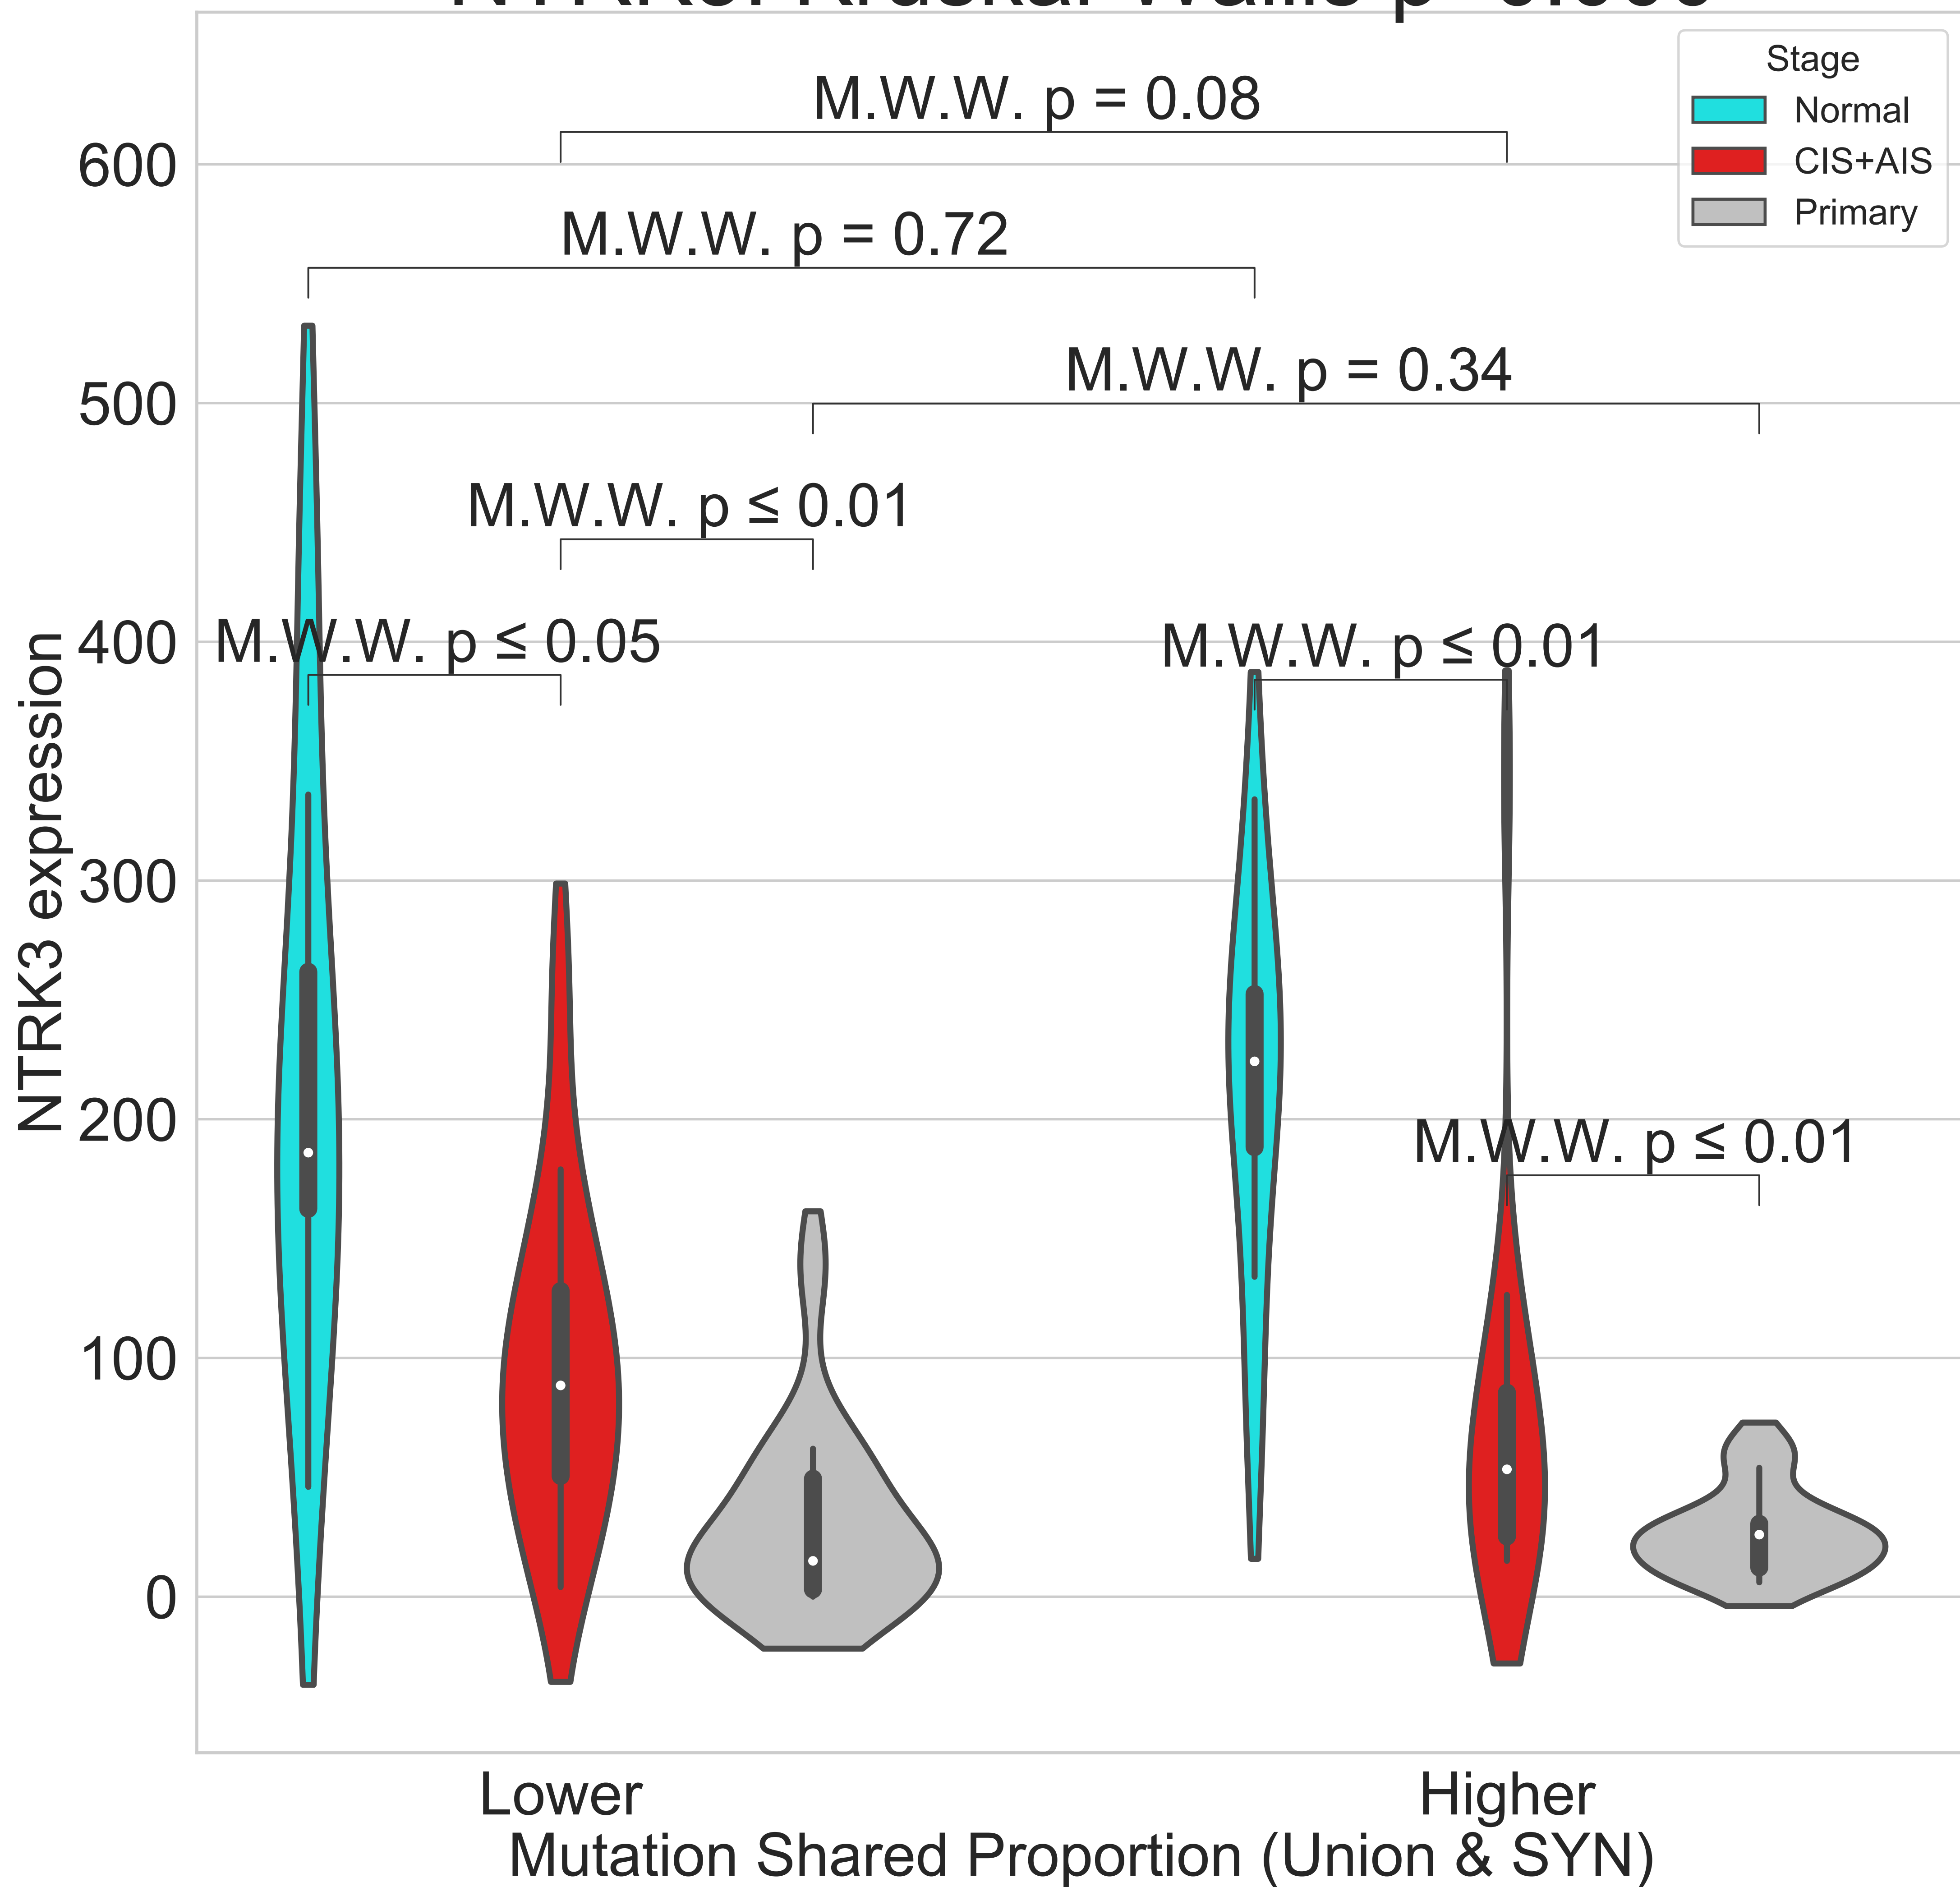 Stage
Normal
CIS+AIS
Primary
M.W.W. p = 0.08
M.W.W. p = 0.72
M.W.W. p = 0.34
M.W.W. p ≤ 0.01
M.W.W. p ≤ 0.05
M.W.W. p ≤ 0.01
M.W.W. p ≤ 0.01
600
500
400
300
200
100
0
NTRK3 expression
Lower
Higher
Mutation Shared Proportion (Union & SYN)